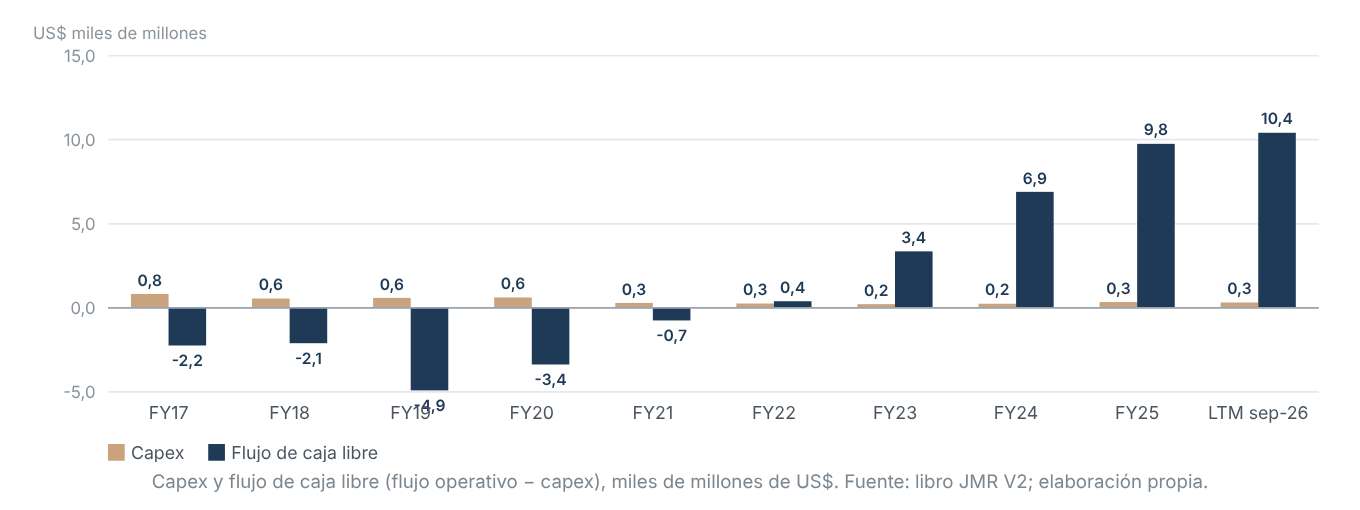 US$ miles de millones
15,0
10,0
5,0
0,0
-5,0
0,8 0,6 0,6 0,6 0,3 0,3 0,4 0,2 3,4 0,2 6,9 0,3 9,8 0,3 10,4
-2,2 -2,1 -4,9 -3,4 -0,7
FY17 FY18 FY19 FY20 FY21 FY22 FY23 FY24 FY25 LTM sep-26
Capex Flujo de caja libre
Capex y flujo de caja libre (flujo operativo – capex), miles de millones de US$. Fuente: libro JMR V2; elaboración propia.